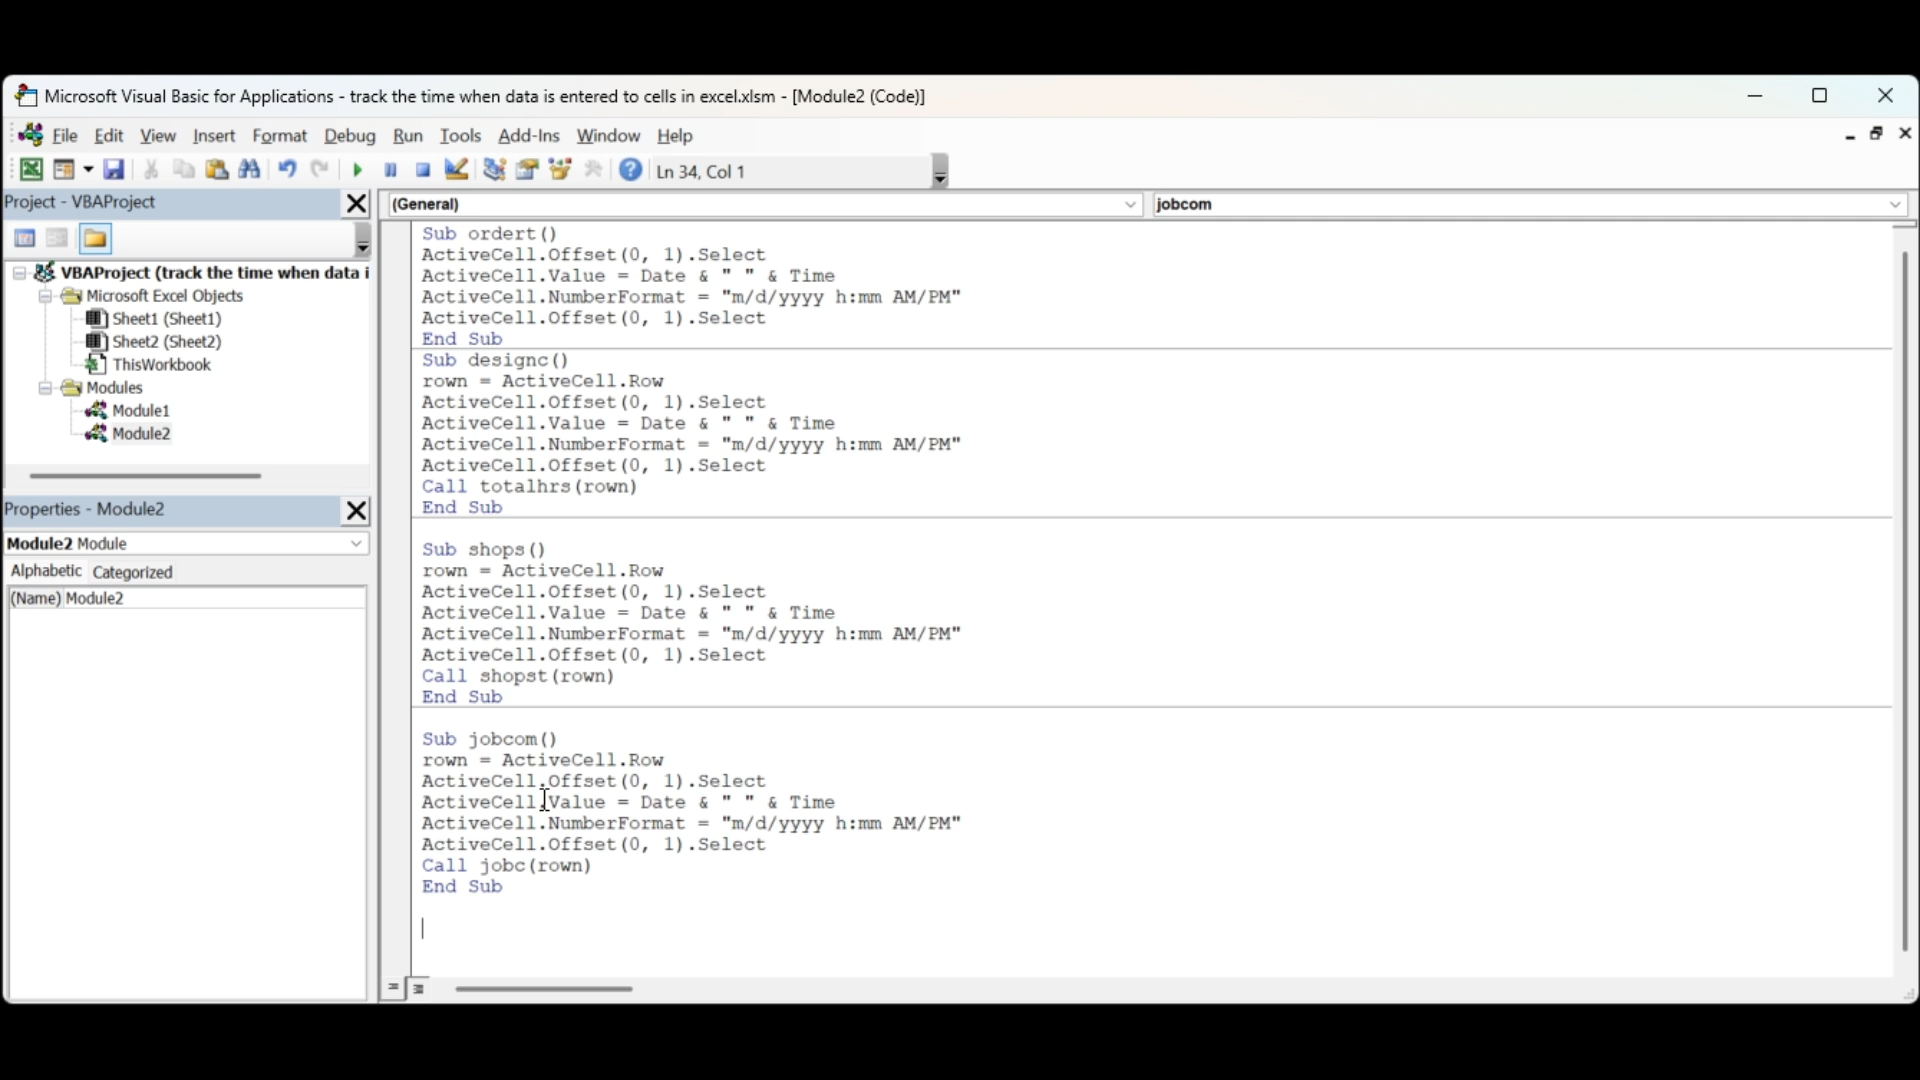 Microsoft Visual Basic for Applications - track the time when data is entered to cells in excel.xlsm - [Module2 (Code)]
File Edit View Insert Format Debug Run Tools Add-Ins Window Help
Ln 34, Col 1
Project - VBAProject
(General)
jobcom
VBAProject (track the time when data i
Microsoft Excel Objects
Sheet1 (Sheet1)
Sheet2 (Sheet2)
ThisWorkbook
Modules
Module1
Module2
Properties - Module2
Module2 Module
Alphabetic Categorized
(Name) Module2
Sub ordert()
ActiveCell.Offset(0, 1).Select
ActiveCell.Value = Date & " " & Time
ActiveCell.NumberFormat = "m/d/yyyy h:mm AM/PM"
ActiveCell.Offset(0, 1).Select
End Sub
Sub designc()
rown = ActiveCell.Row
ActiveCell.Offset(0, 1).Select
ActiveCell.Value = Date & " " & Time
ActiveCell.NumberFormat = "m/d/yyyy h:mm AM/PM"
ActiveCell.Offset(0, 1).Select
Call totalhrs(rown)
End Sub
Sub shops()
rown = ActiveCell.Row
ActiveCell.Offset(0, 1).Select
ActiveCell.Value = Date & " " & Time
ActiveCell.NumberFormat = "m/d/yyyy h:mm AM/PM"
ActiveCell.Offset(0, 1).Select
Call shopst(rown)
End Sub
Sub jobcom()
rown = ActiveCell.Row
ActiveCell.Offset(0, 1).Select
ActiveCell.Value = Date & " " & Time
ActiveCell.NumberFormat = "m/d/yyyy h:mm AM/PM"
ActiveCell.Offset(0, 1).Select
Call jobc(rown)
End Sub